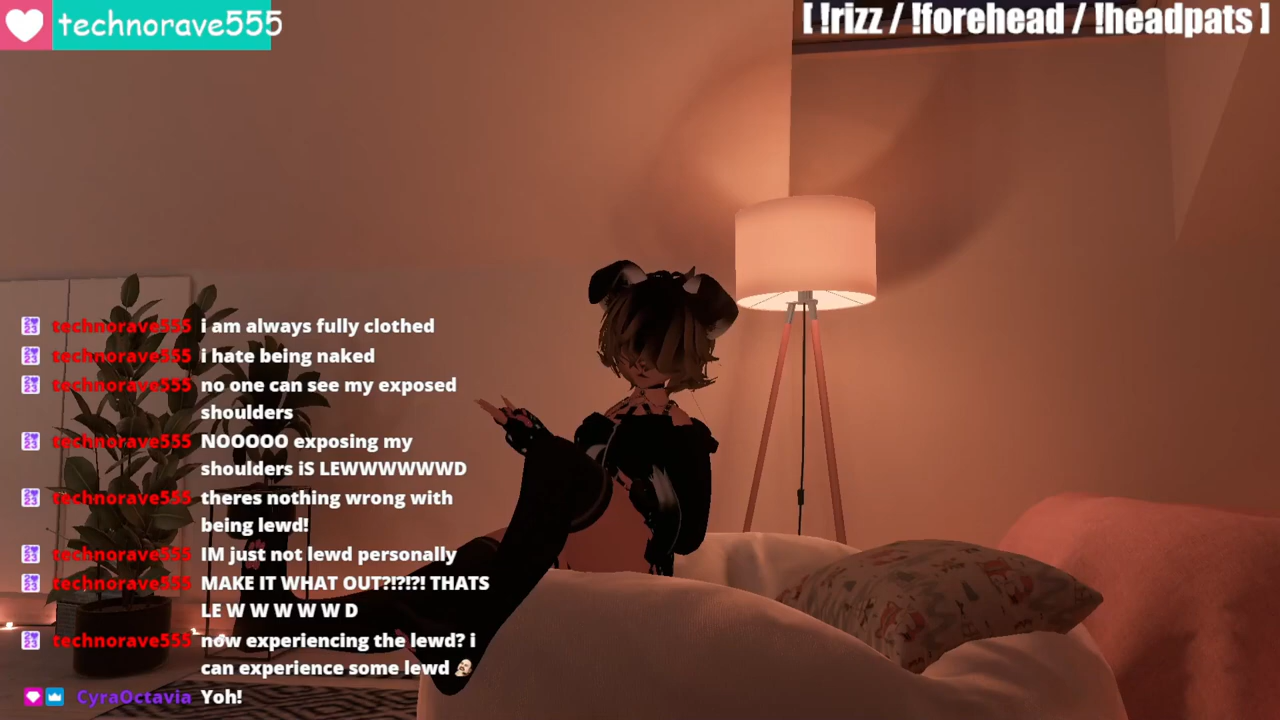 technorave555
[ !rizz / !forehead / !headpats ]
technorave555 i am always fully clothed
technorave555 i hate being naked
technorave555 no one can see my exposed
shoulders
technorave555 NOOOOO exposing my
shoulders iS LEWWWWWWD
technorave555 theres nothing wrong with
being lewd!
technorave555 IM just not lewd personally
technorave555 MAKE IT WHAT OUT?!?!?! THATS
LE W W W W W D
technorave555 now experiencing the lewd? i
can experience some lewd
CyraOctavia Yoh!